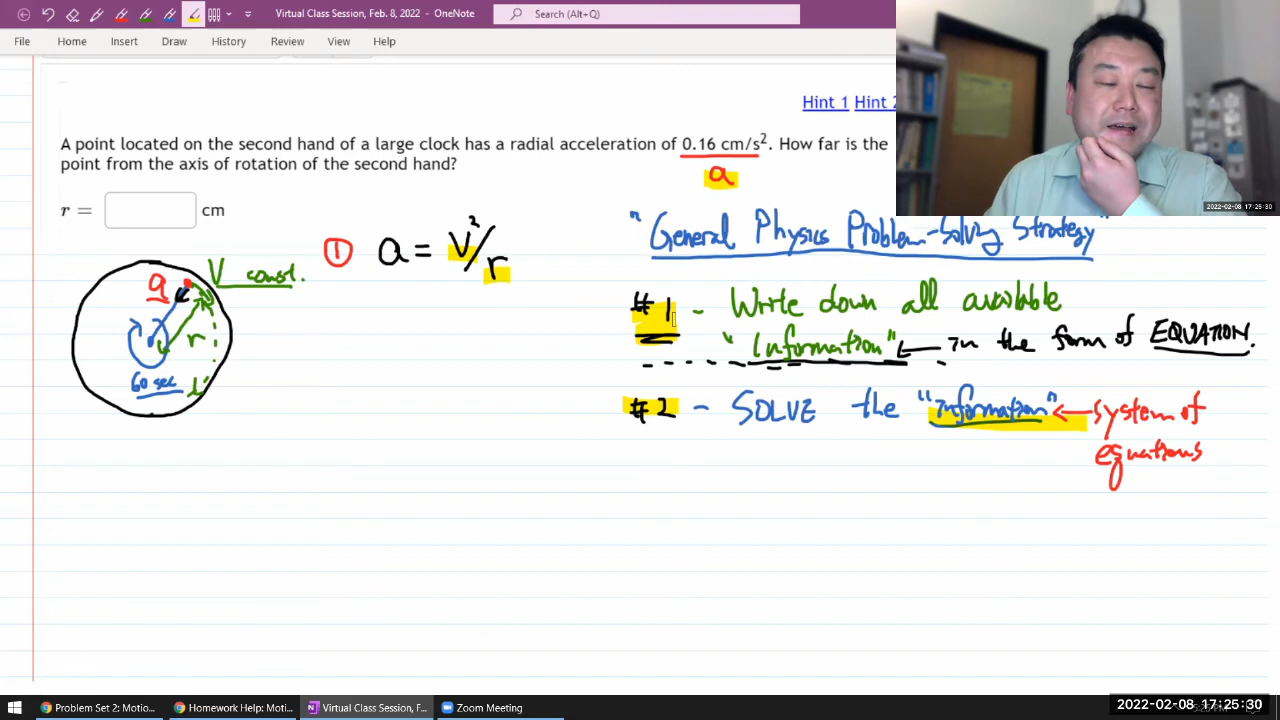 Virtual Class Session, Feb. 8, 2022 - OneNote
Search (Alt+Q)
File Home Insert Draw History Review View Help
Hint 1 Hint 2
A point located on the second hand of a large clock has a radial acceleration of 0.16 cm/s². How far is the
point from the axis of rotation of the second hand?
a
r = cm
"General Physics Problem-Solving Strategy"
① a = v²/r
V const.
a
r
60 sec
#1 - Write down all available
"Information" ← in the form of EQUATION.
#2 - SOLVE the "information" ← system of
equations
2022-02-08 17:25:30
Problem Set 2: Motio...
Homework Help: Moti...
Virtual Class Session, F...
Zoom Meeting
2022-02-08 17:25:30